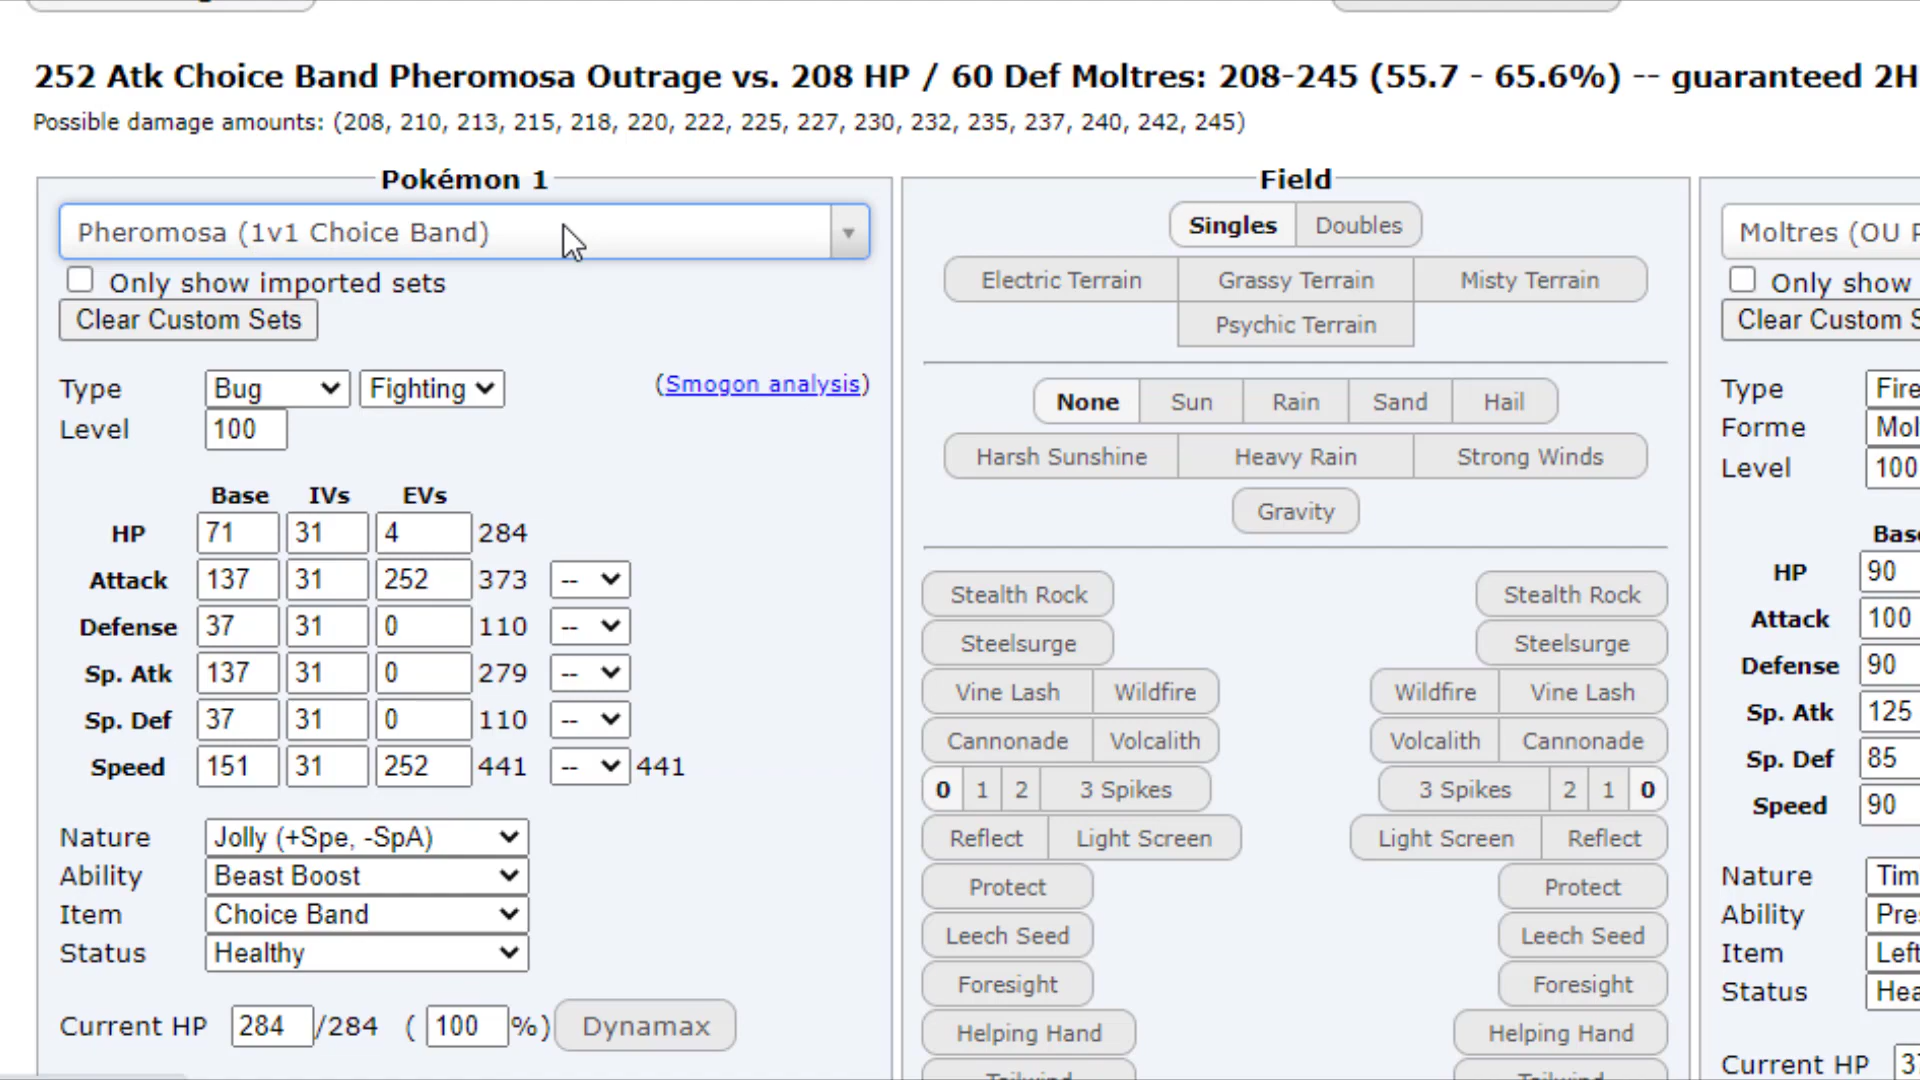 252 Atk Choice Band Pheromosa Outrage vs. 208 HP / 60 Def Moltres: 208-245 (55.7 - 65.6%) -- guaranteed 2H
Possible damage amounts: (208, 210, 213, 215, 218, 220, 222, 225, 227, 230, 232, 235, 237, 240, 242, 245)
Pokémon 1
Pheromosa (1v1 Choice Band)
Only show imported sets
Clear Custom Sets
Type Bug Fighting (Smogon analysis)
Level 100
Base IVs EVs
HP 71 31 4 284
Attack 137 31 252 373 --
Defense 37 31 0 110 --
Sp. Atk 137 31 0 279 --
Sp. Def 37 31 0 110 --
Speed 151 31 252 441 -- 441
Nature Jolly (+Spe, -SpA)
Ability Beast Boost
Item Choice Band
Status Healthy
Current HP 284 /284 ( 100 %) Dynamax
Field
Singles Doubles
Electric Terrain Grassy Terrain Misty Terrain
Psychic Terrain
None Sun Rain Sand Hail
Harsh Sunshine Heavy Rain Strong Winds
Gravity
Stealth Rock Stealth Rock
Steelsurge Steelsurge
Vine Lash Wildfire Wildfire Vine Lash
Cannonade Volcalith Volcalith Cannonade
0 1 2 3 Spikes 3 Spikes 2 1 0
Reflect Light Screen Light Screen Reflect
Protect Protect
Leech Seed Leech Seed
Foresight Foresight
Helping Hand Helping Hand
Tailwind Tailwind
Moltres (OU
Only show
Clear Custom S
Type Fire
Forme Mol
Level 100
Base
HP 90
Attack 100
Defense 90
Sp. Atk 125
Sp. Def 85
Speed 90
Nature Tim
Ability Pres
Item Left
Status Hea
Current HP 37